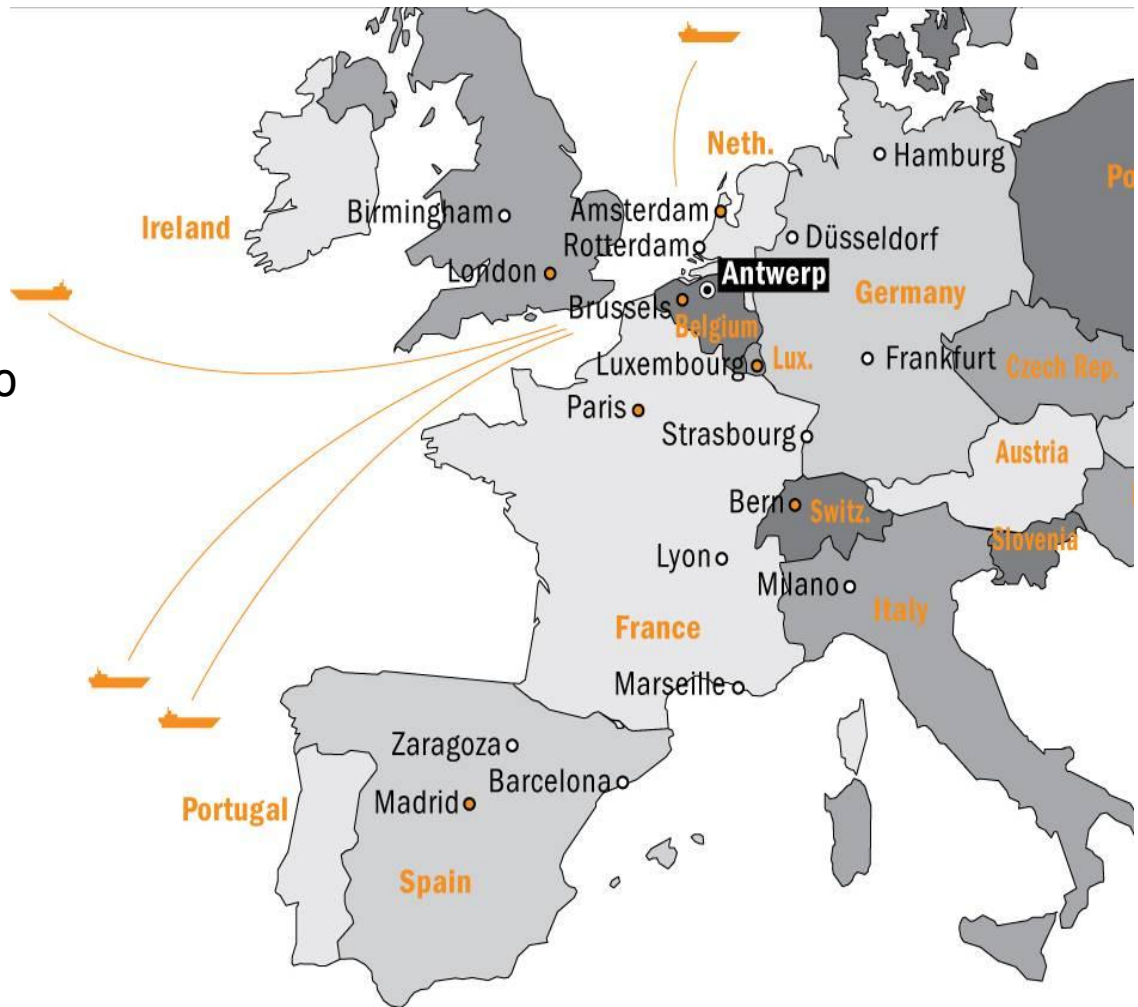 Neth.
Hamburg
Po
Ireland
Birmingham
Amsterdam
Rotterdam
Düsseldorf
London
Antwerp
Brussels
Germany
Belgium
Luxembourg
Lux.
Frankfurt
Czech Rep.
o
Paris
Strasbourg
Austria
Bern
Switz.
Slovenia
Lyon
Milano
Italy
France
Marseille
Zaragoza
Barcelona
Madrid
Portugal
Spain